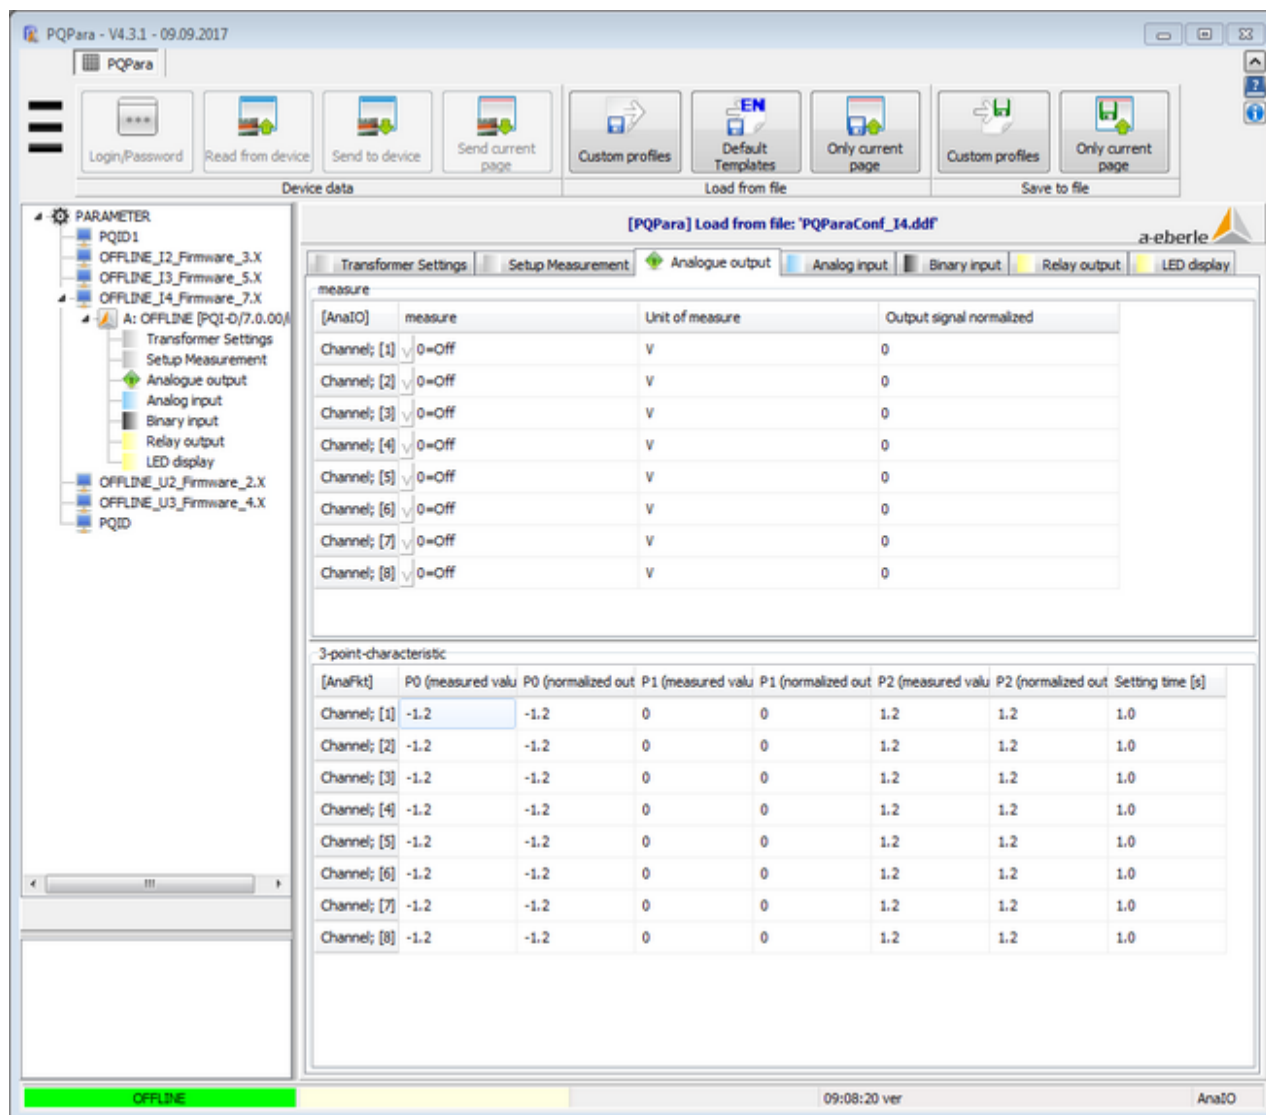 PQPara - V4.3.1 - 09.09.2017
PQPara
Login/Password
Read from device
Send to device
Send current page
Custom profiles
EN
Default Templates
Only current page
Custom profiles
Only current page
Device data
Load from file
Save to file
PARAMETER
PQID1
OFFLINE_I2_Firmware_3.X
OFFLINE_I3_Firmware_5.X
OFFLINE_I4_Firmware_7.X
A: OFFLINE [PQI-D/7.0.00/
Transformer Settings
Setup Measurement
Analogue output
Analog input
Binary input
Relay output
LED display
OFFLINE_U2_Firmware_2.X
OFFLINE_U3_Firmware_4.X
PQID
[PQPara] Load from file: 'PQParaConf_I4.ddf'
a-eberle
Transformer Settings Setup Measurement Analogue output Analog input Binary input Relay output LED display
measure
[AnaIO] measure Unit of measure Output signal normalized
Channel; [1] 0=Off V 0
Channel; [2] 0=Off V 0
Channel; [3] 0=Off V 0
Channel; [4] 0=Off V 0
Channel; [5] 0=Off V 0
Channel; [6] 0=Off V 0
Channel; [7] 0=Off V 0
Channel; [8] 0=Off V 0
3-point-characteristic
[AnaFkt] P0 (measured valu P0 (normalized out P1 (measured valu P1 (normalized out P2 (measured valu P2 (normalized out Setting time [s]
Channel; [1] -1.2 -1.2 0 0 1.2 1.2 1.0
Channel; [2] -1.2 -1.2 0 0 1.2 1.2 1.0
Channel; [3] -1.2 -1.2 0 0 1.2 1.2 1.0
Channel; [4] -1.2 -1.2 0 0 1.2 1.2 1.0
Channel; [5] -1.2 -1.2 0 0 1.2 1.2 1.0
Channel; [6] -1.2 -1.2 0 0 1.2 1.2 1.0
Channel; [7] -1.2 -1.2 0 0 1.2 1.2 1.0
Channel; [8] -1.2 -1.2 0 0 1.2 1.2 1.0
OFFLINE
09:08:20 ver
AnaIO